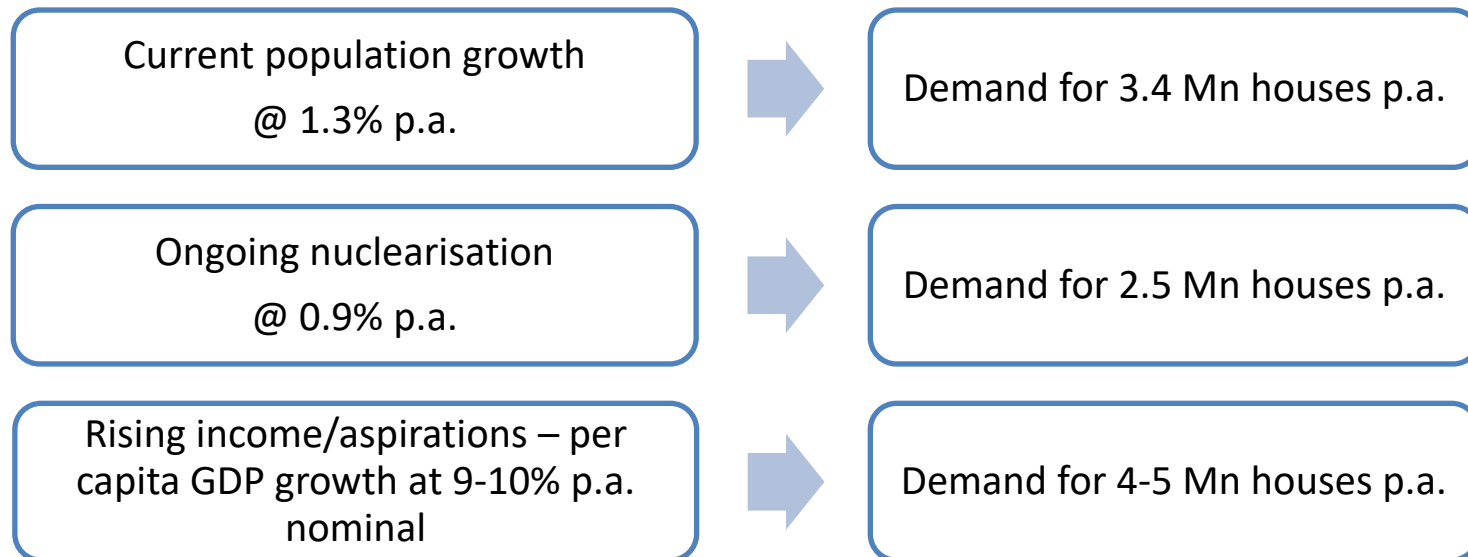 Current population growth
@ 1.3% p.a.
Demand for 3.4 Mn houses p.a.
Ongoing nuclearisation
@ 0.9% p.a.
Demand for 2.5 Mn houses p.a.
Rising income/aspirations – per
capita GDP growth at 9-10% p.a.
nominal
Demand for 4-5 Mn houses p.a.